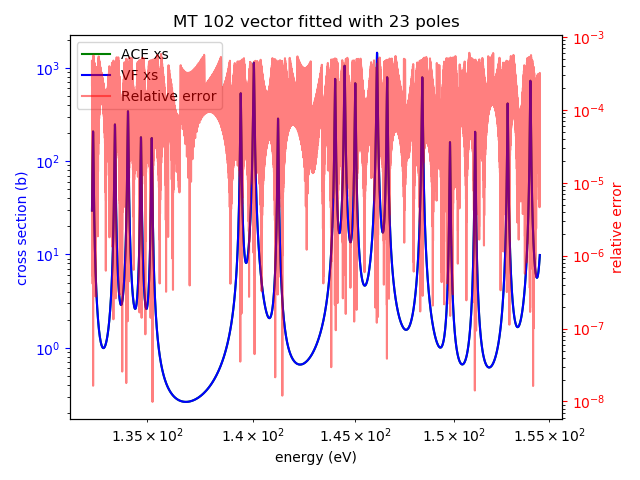 MT 102 vector fitted with 23 poles
ACE xs
VF xs
Relative error
cross section (b)
10³
10²
10¹
10⁰
10⁻³
10⁻⁴
10⁻⁵
10⁻⁶
10⁻⁷
10⁻⁸
relative error
1.35 × 10²
1.4 × 10²
1.45 × 10²
1.5 × 10²
1.55 × 10²
energy (eV)